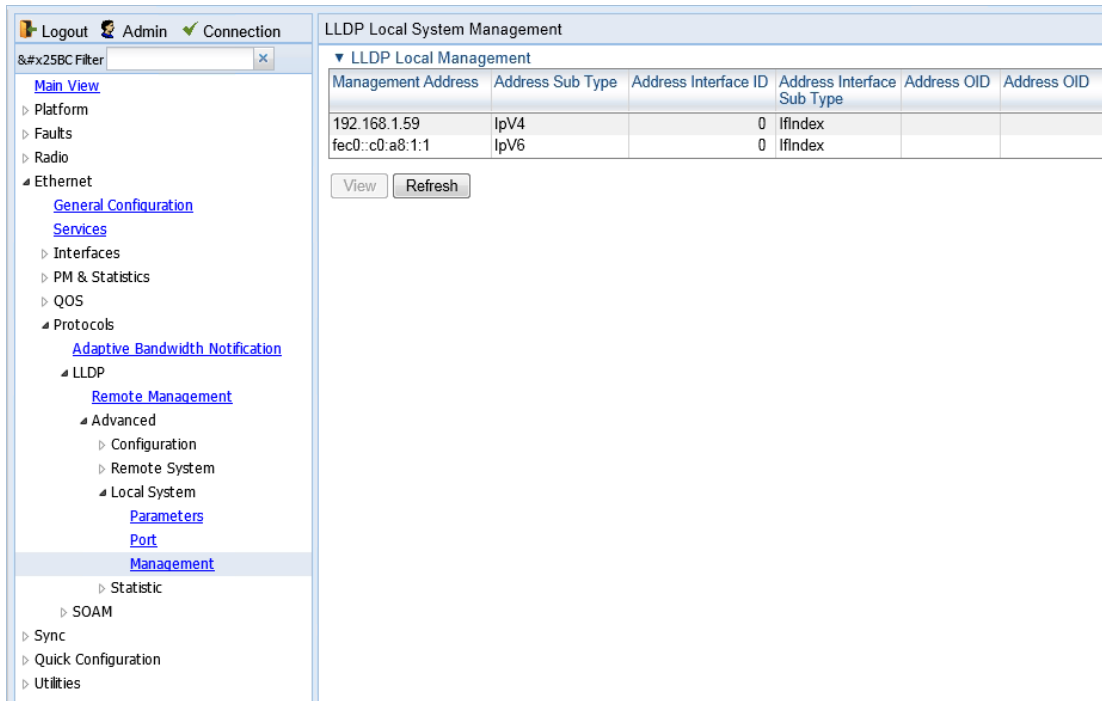 Logout Admin Connection
&#x25BC Filter
Main View
Platform
Faults
Radio
Ethernet
General Configuration
Services
Interfaces
PM & Statistics
QOS
Protocols
Adaptive Bandwidth Notification
LLDP
Remote Management
Advanced
Configuration
Remote System
Local System
Parameters
Port
Management
Statistic
SOAM
Sync
Quick Configuration
Utilities
LLDP Local System Management
▼ LLDP Local Management
Management Address Address Sub Type Address Interface ID Address Interface Sub Type Address OID Address OID
192.168.1.59 IpV4 0 IfIndex
fec0::c0:a8:1:1 IpV6 0 IfIndex
View Refresh